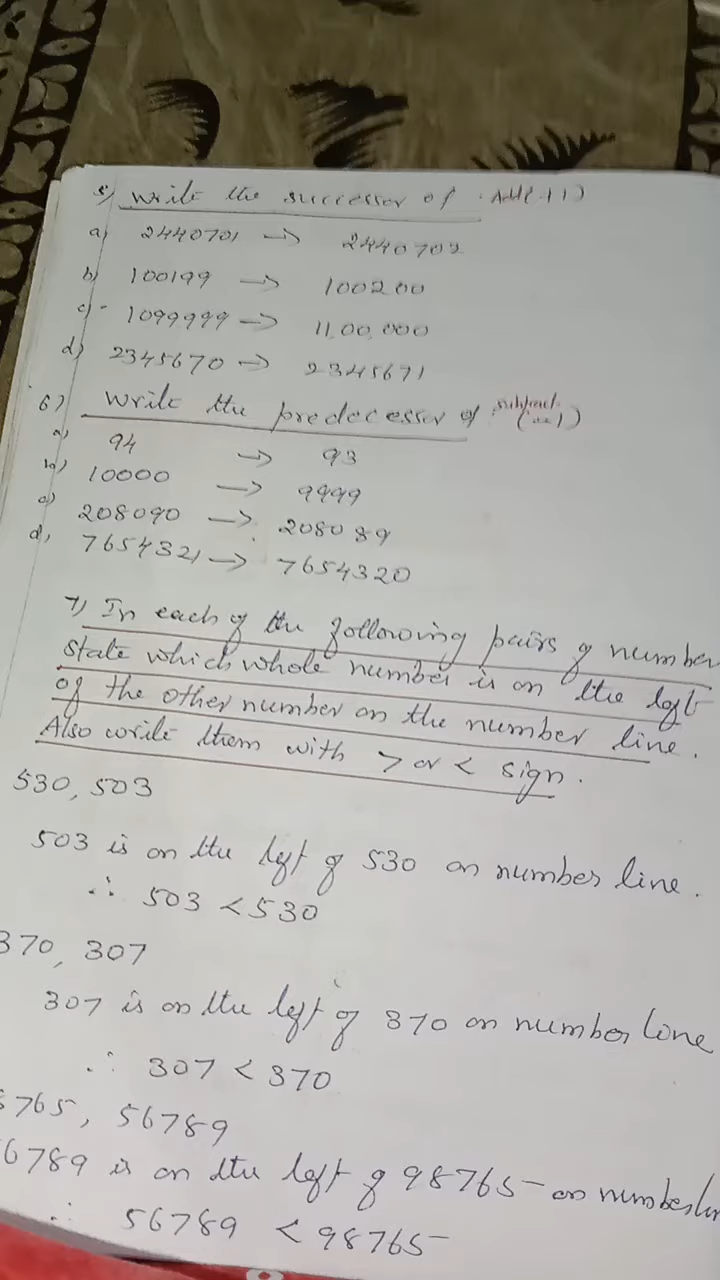 5) Write the successer of (Add +1)
a) 2440701 → 2440702
b) 100199 → 100200
c) 1099999 → 11,00,000
d) 2345670 → 2345671
6) Write the predecesser of subtract (-1)
a) 94 → 93
b) 10000 → 9999
c) 208090 → 208089
d) 7654321 → 7654320
7) In each of the following pairs of number
state which whole number is on the left
of the other number on the number line.
Also write them with > or < sign.
530, 503
503 is on the left of 530 on number line.
∴ 503 < 530
370, 307
307 is on the left of 370 on number line
∴ 307 < 370
8765, 56789
56789 is on the left of 98765 on number
∴ 56789 < 98765